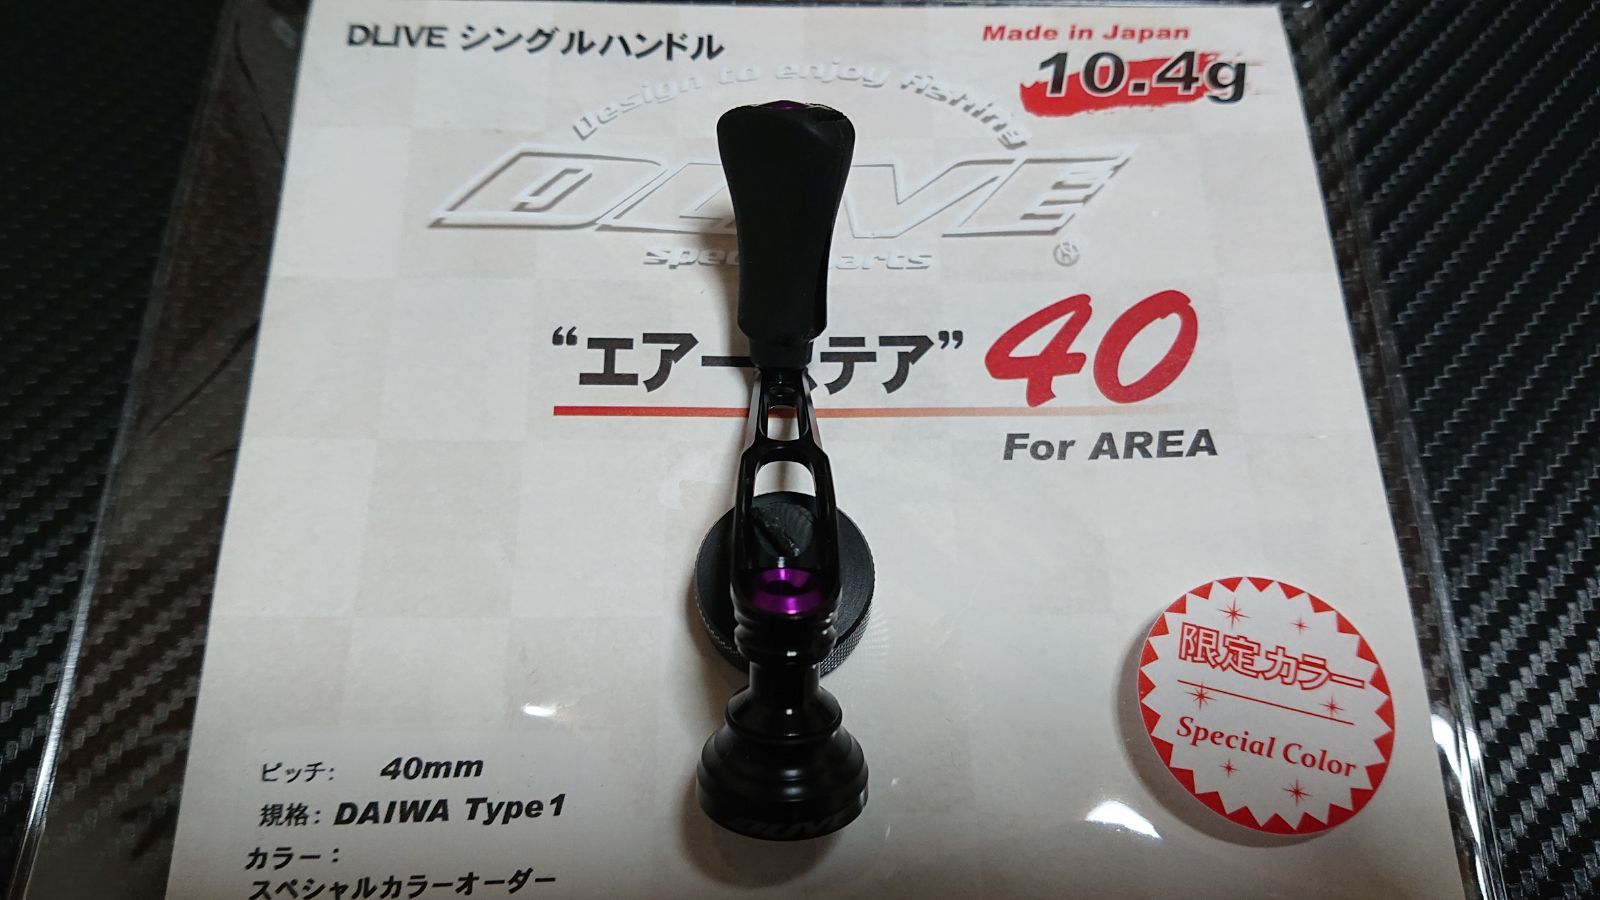 DLIVE シングルハンドル
Made in Japan
10.4g
Design to enjoy fishing
DLIVE
®
“エアーステア” 40
For AREA
限定カラー
Special Color
ピッチ: 40mm
規格: DAIWA Type1
カラー:
スペシャルカラーオーダー
DLIVE